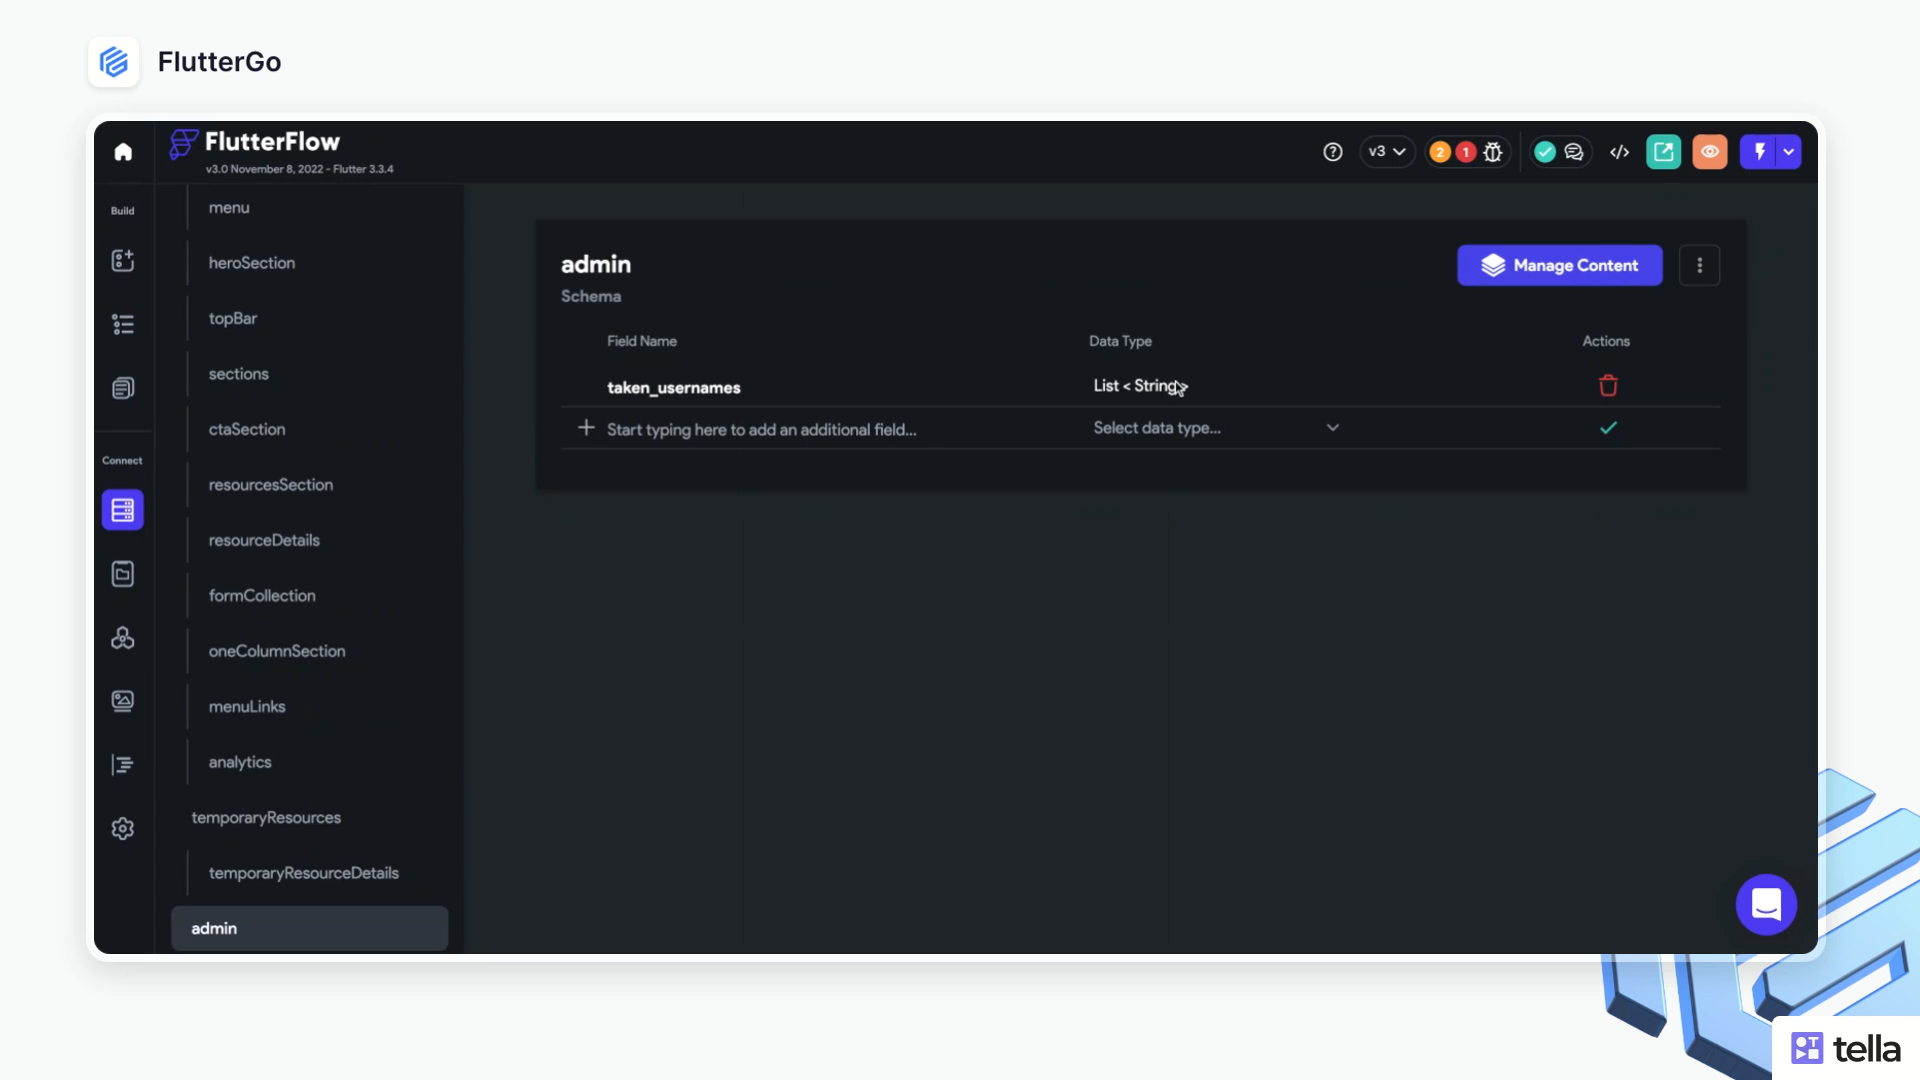 FlutterGo
FlutterFlow
v3.0 November 8, 2022 - Flutter 3.3.4
v3
2
1
Build
Connect
menu
heroSection
topBar
sections
ctaSection
resourcesSection
resourceDetails
formCollection
oneColumnSection
menuLinks
analytics
temporaryResources
temporaryResourceDetails
admin
admin
Manage Content
Schema
Field Name Data Type Actions
taken_usernames List < String >
Start typing here to add an additional field... Select data type...
tella